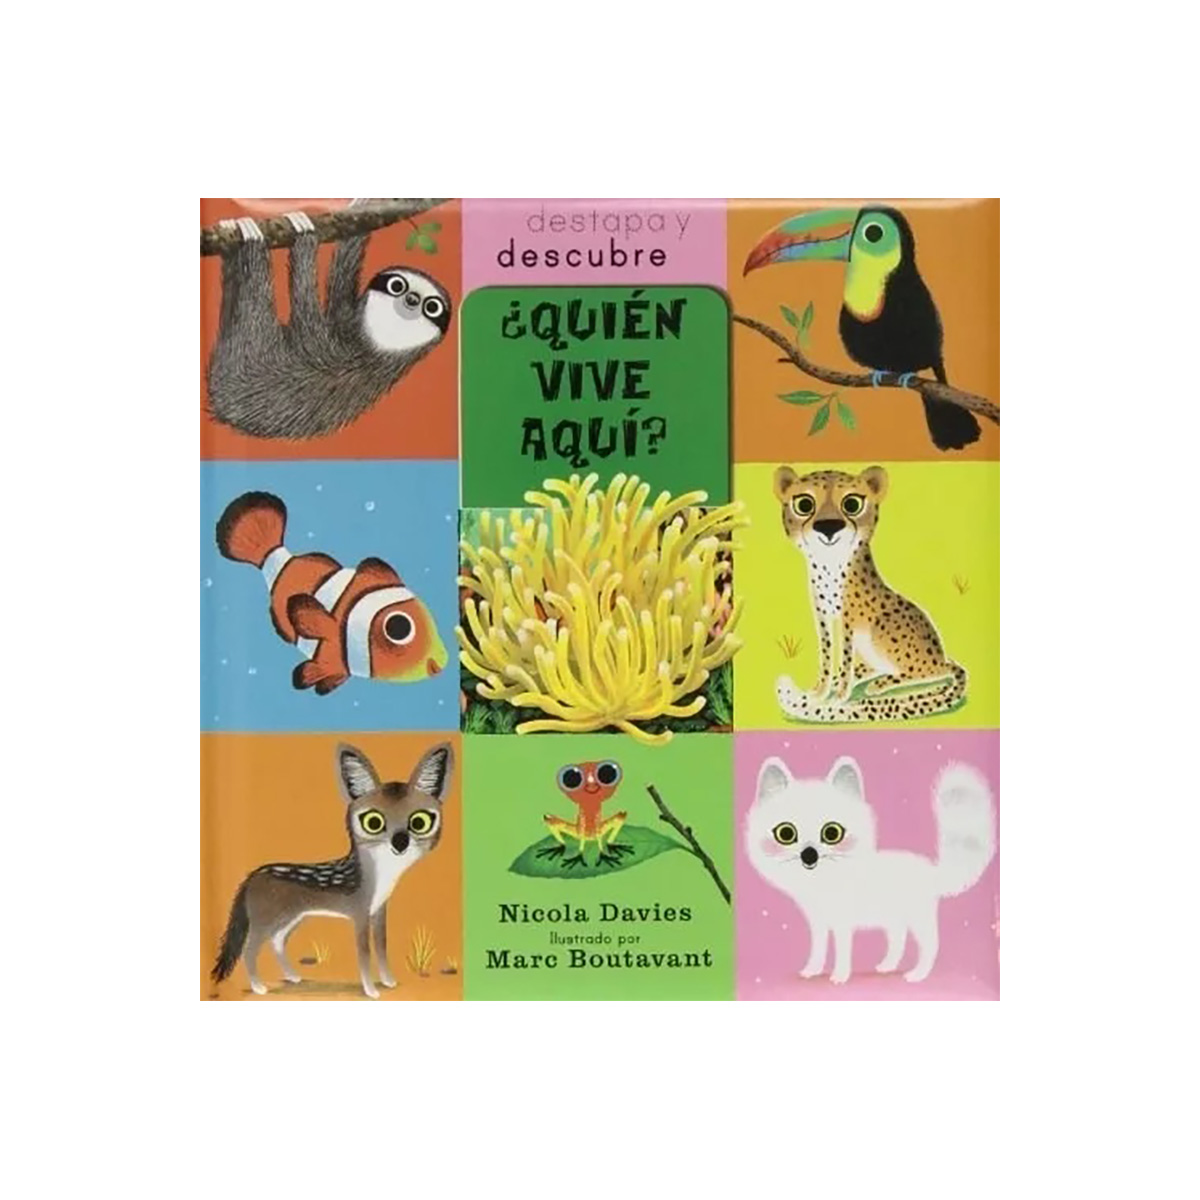 destapa y
descubre
¿QUIÉN
VIVE
AQUÍ?
Nicola Davies
Ilustrado por
Marc Boutavant